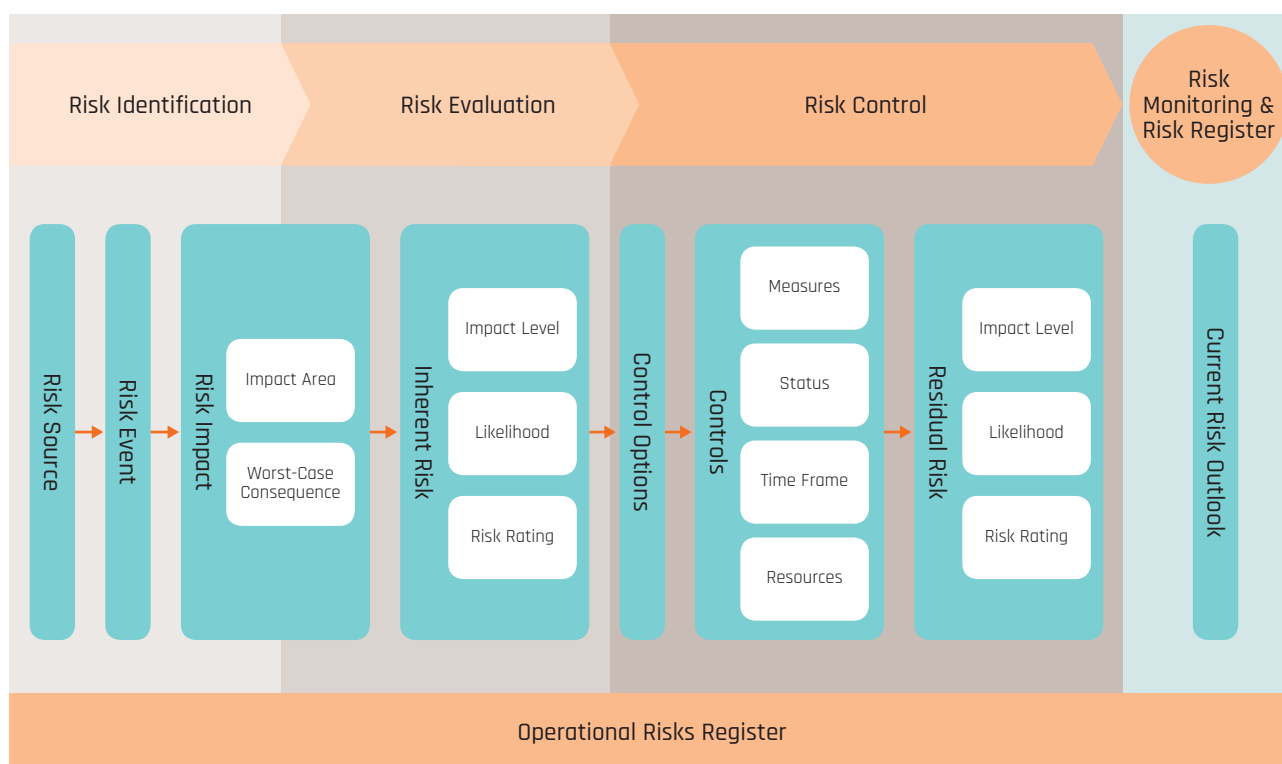 Risk Identification
Risk Evaluation
Risk Control
Risk
Monitoring &
Risk Register
Risk Source
Risk Event
Risk Impact
Impact Area
Worst-Case
Consequence
Inherent Risk
Impact Level
Likelihood
Risk Rating
Control Options
Controls
Measures
Status
Time Frame
Resources
Residual Risk
Impact Level
Likelihood
Risk Rating
Current Risk Outlook
Operational Risks Register